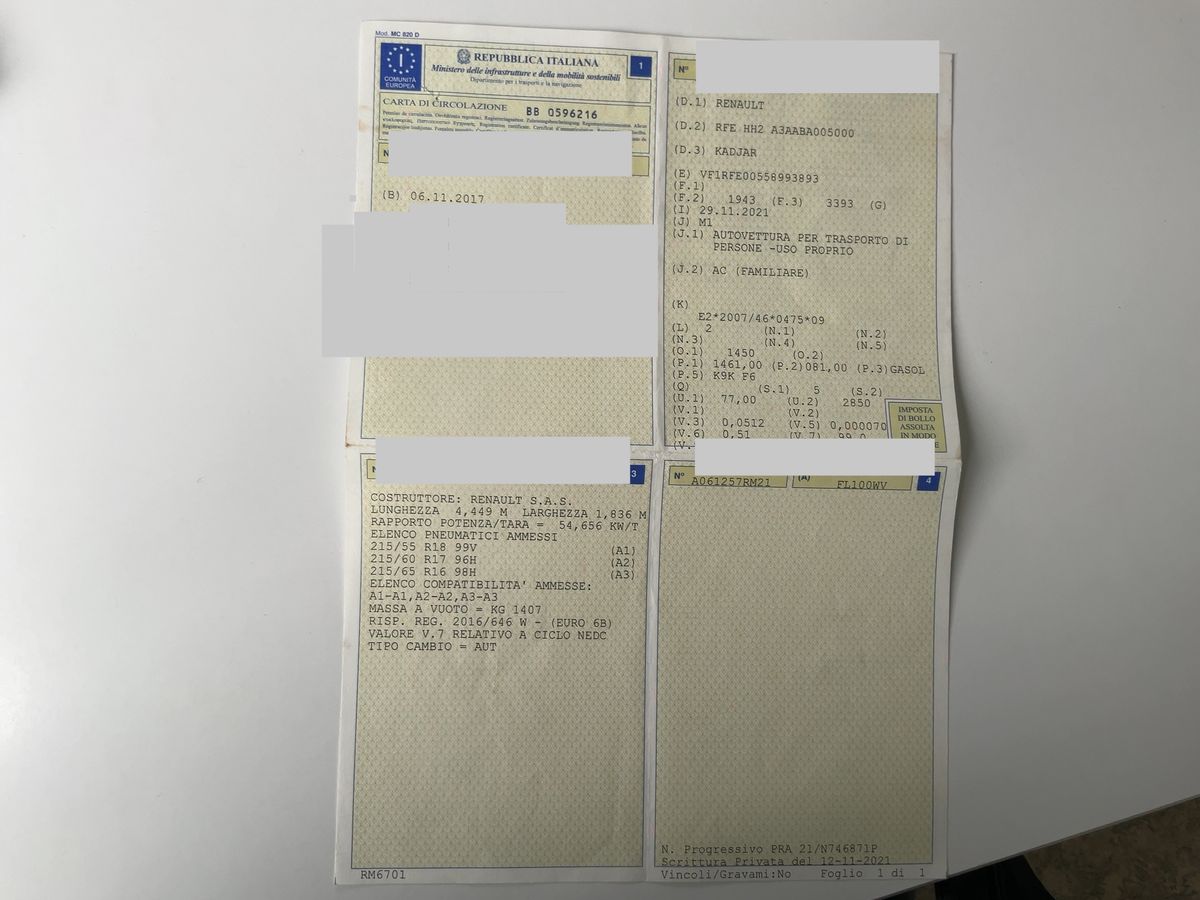 Mod. MC 820 D
I
COMUNITÀ
EUROPEA
REPUBBLICA ITALIANA
Ministero delle infrastrutture e della mobilità sostenibili
Dipartimento per i trasporti e la navigazione
1
CARTA DI CIRCOLAZIONE BB 0596216
(B) 06.11.2017
N°
(D.1) RENAULT
(D.2) RFE HH2 A3AABA005000
(D.3) KADJAR
(E) VF1RFE00558993893
(F.1)
(F.2) 1943 (F.3) 3393 (G)
(I) 29.11.2021
(J) M1
(J.1) AUTOVETTURA PER TRASPORTO DI
PERSONE -USO PROPRIO
(J.2) AC (FAMILIARE)
(K)
E2*2007/46*0475*09
(L) 2 (N.1) (N.2)
(N.3) (N.4) (N.5)
(O.1) 1450 (O.2)
(P.1) 1461,00 (P.2)081,00 (P.3)GASOL
(P.5) K9K F6
(Q) (S.1) 5 (S.2)
(U.1) 77,00 (U.2) 2850
(V.1) (V.2)
(V.3) 0,0512 (V.5) 0,000070
(V.6) 0,51 (V.7) 99,0
IMPOSTA
DI BOLLO
ASSOLTA
IN MODO
3
COSTRUTTORE: RENAULT S.A.S.
LUNGHEZZA 4,449 M LARGHEZZA 1,836 M
RAPPORTO POTENZA/TARA = 54,656 KW/T
ELENCO PNEUMATICI AMMESSI
215/55 R18 99V (A1)
215/60 R17 96H (A2)
215/65 R16 98H (A3)
ELENCO COMPATIBILITA' AMMESSE:
A1-A1,A2-A2,A3-A3
MASSA A VUOTO = KG 1407
RISP. REG. 2016/646 W - (EURO 6B)
VALORE V.7 RELATIVO A CICLO NEDC
TIPO CAMBIO = AUT
RM6701
N° A061257RM21 (A) FL100WV 4
N. Progressivo PRA 21/N746871P
Scrittura Privata del 12-11-2021
Vincoli/Gravami:No Foglio 1 di 1